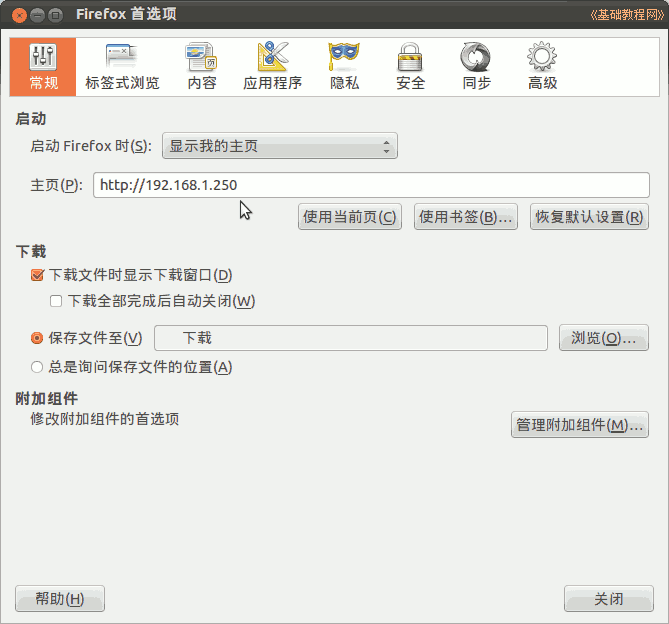 Firefox 首选项
《基础教程网》
常规 标签式浏览 内容 应用程序 隐私 安全 同步 高级
启动
启动 Firefox 时(S): 显示我的主页
主页(P): http://192.168.1.250
使用当前页(C) 使用书签(B)... 恢复默认设置(R)
下载
下载文件时显示下载窗口(D)
下载全部完成后自动关闭(W)
保存文件至(V) 下载 浏览(O)...
总是询问保存文件的位置(A)
附加组件
修改附加组件的首选项
管理附加组件(M)...
帮助(H) 关闭